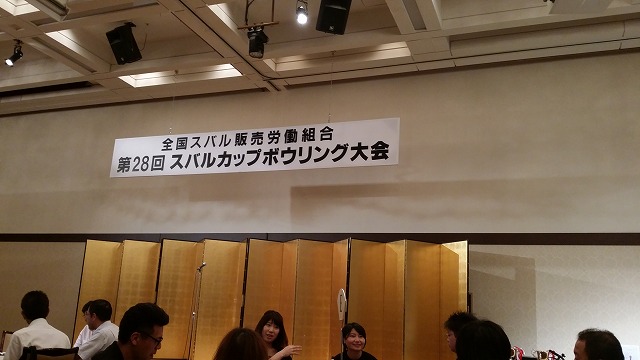 全国スバル販売労働組合
第28回 スバルカップボウリング大会